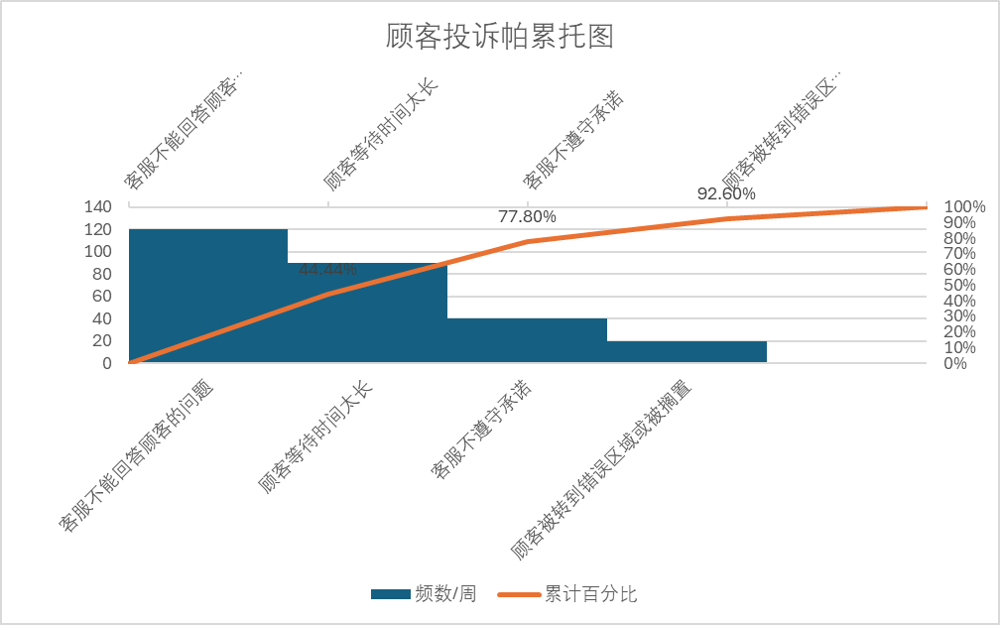 顾客投诉帕累托图
客服不能回答顾客…
顾客等待时间太长
客服不遵守承诺
顾客被转到错误区…
140
120
100
80
60
40
20
0
44.44%
77.80%
92.60%
100%
90%
80%
70%
60%
50%
40%
30%
20%
10%
0%
客服不能回答顾客的问题
顾客等待时间太长
客服不遵守承诺
顾客被转到错误区域或被搁置
频数/周
累计百分比